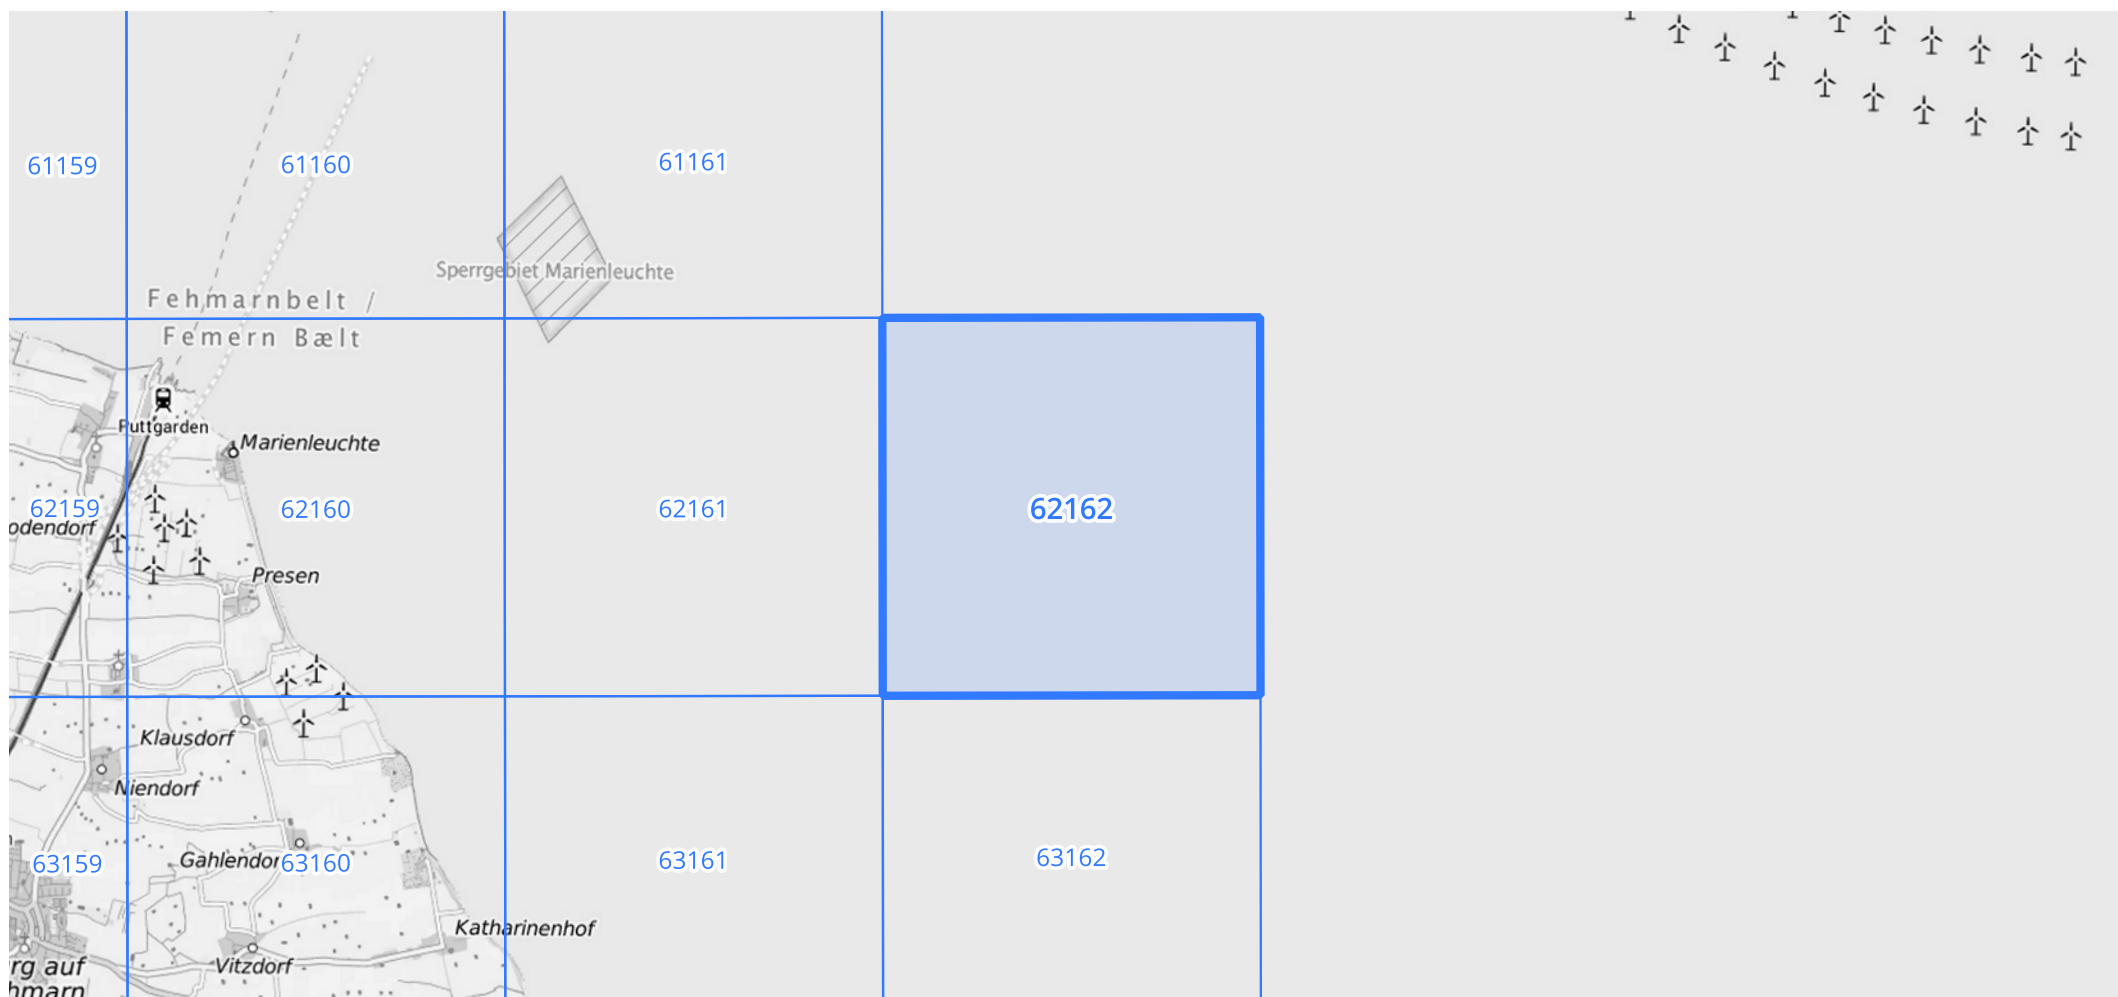 61159
61160
61161
Sperrgebiet Marienleuchte
Fehmarnbelt /
Femern Bælt
Puttgarden
Marienleuchte
62159
62160
62161
62162
odendorf
Presen
Klausdorf
Niendorf
Gahlendor
63159
63160
63161
63162
Katharinenhof
Vitzdorf
rg auf
hmarn